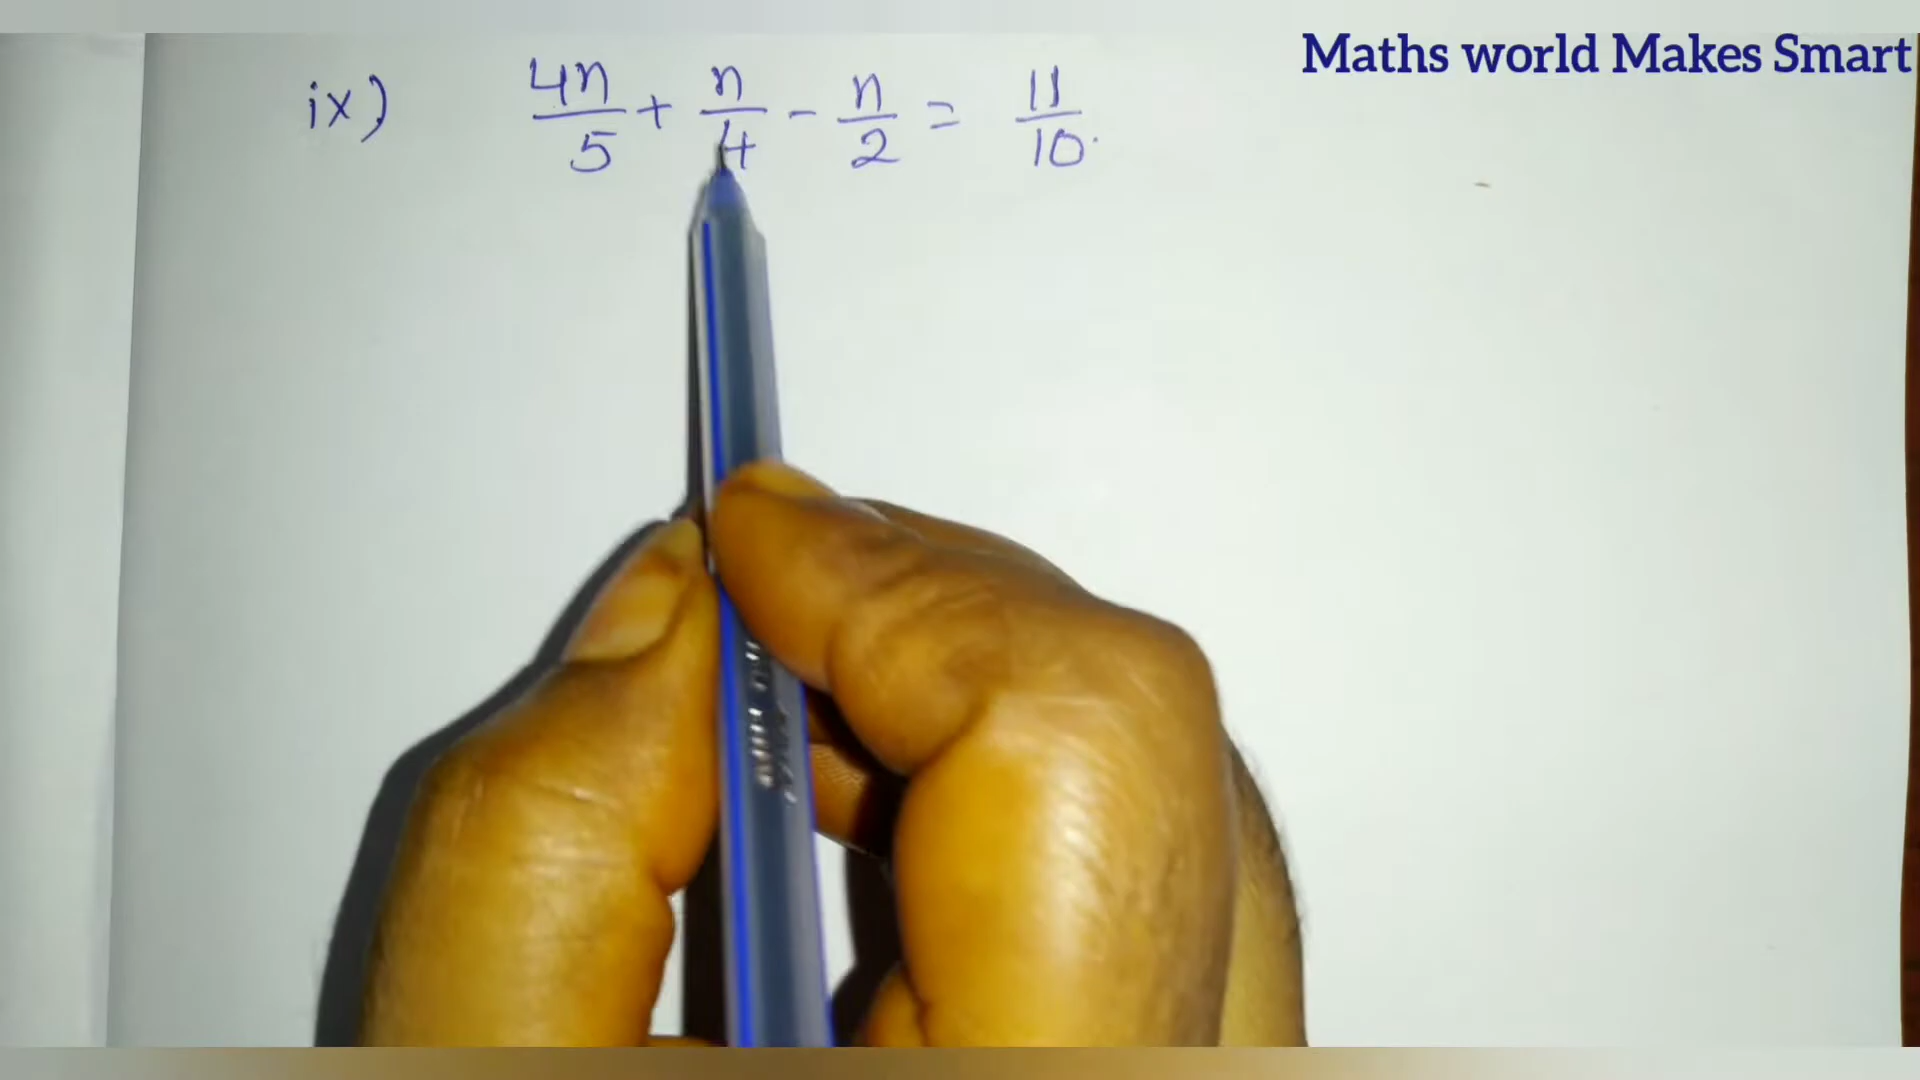 Maths world Makes Smart
ix) 4n/5 + n/4 - n/2 = 11/10.